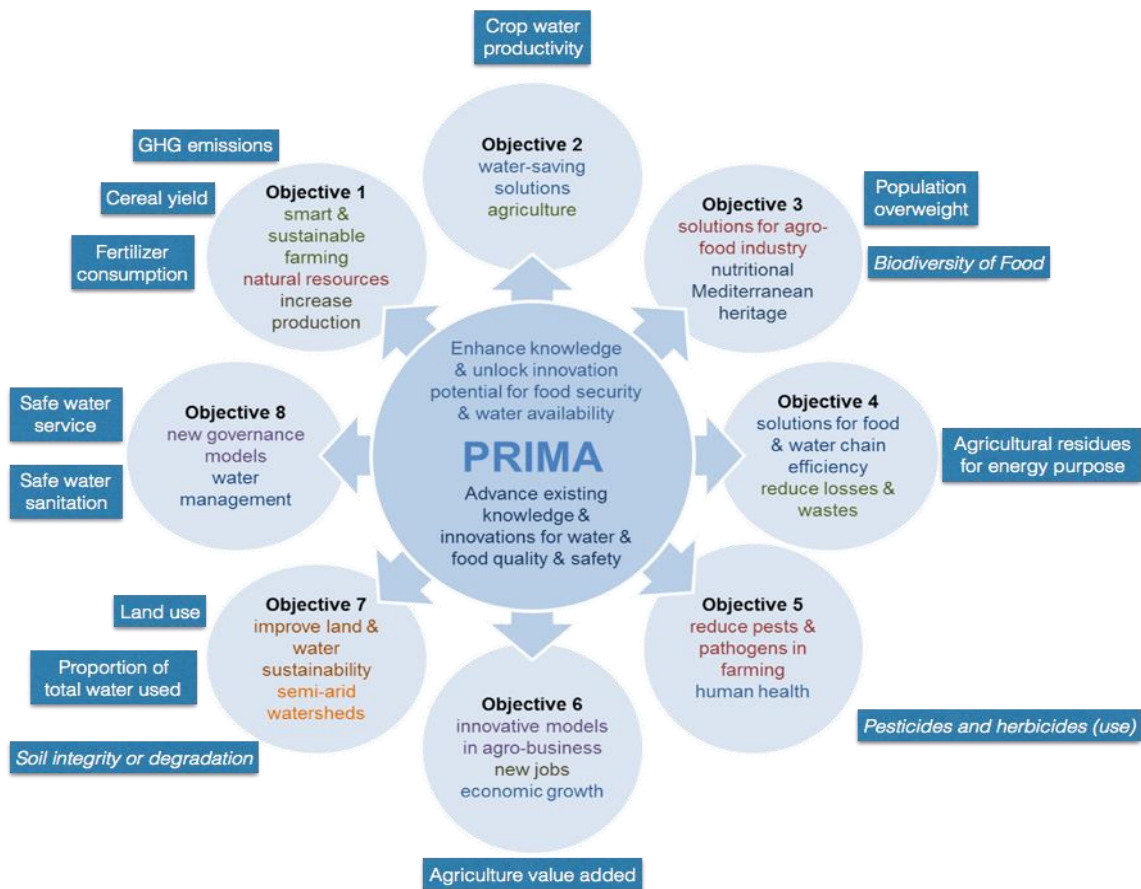 Crop water
productivity
Objective 2
water-saving
solutions
agriculture
GHG emissions
Cereal yield
Fertilizer
consumption
Objective 1
smart &
sustainable
farming
natural resources
increase
production
Objective 3
solutions for agro-
food industry
nutritional
Mediterranean
heritage
Population
overweight
Biodiversity of Food
Enhance knowledge
& unlock innovation
potential for food security
& water availability
PRIMA
Advance existing
knowledge &
innovations for water &
food quality & safety
Safe water
service
Safe water
sanitation
Objective 8
new governance
models
water
management
Objective 4
solutions for food
& water chain
efficiency
reduce losses &
wastes
Agricultural residues
for energy purpose
Land use
Proportion of
total water used
Soil integrity or degradation
Objective 7
improve land &
water
sustainability
semi-arid
watersheds
Objective 6
innovative models
in agro-business
new jobs
economic growth
Agriculture value added
Objective 5
reduce pests &
pathogens in
farming
human health
Pesticides and herbicides (use)